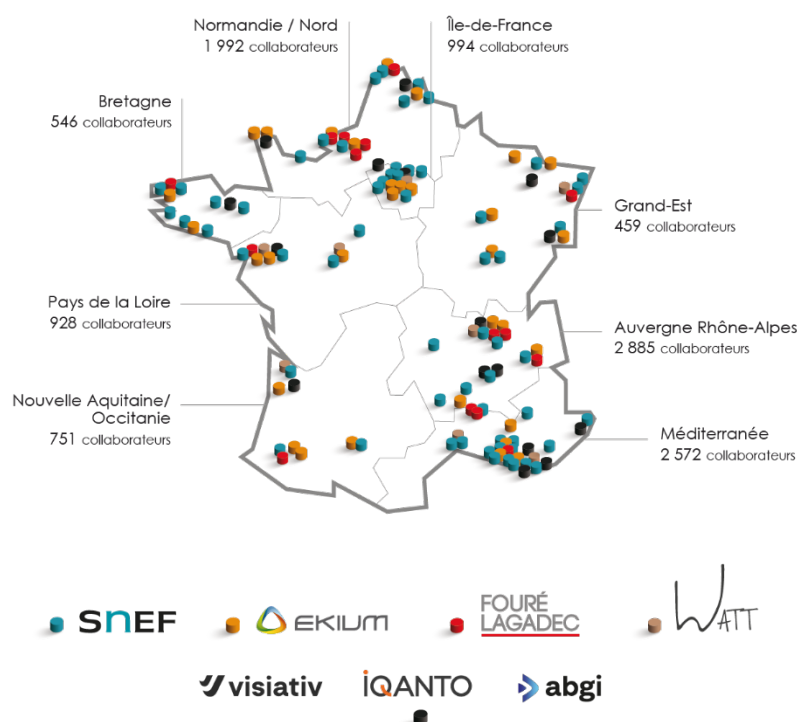 Normandie / Nord
1 992 collaborateurs
Île-de-France
994 collaborateurs
Bretagne
546 collaborateurs
Grand-Est
459 collaborateurs
Pays de la Loire
928 collaborateurs
Auvergne Rhône-Alpes
2 885 collaborateurs
Nouvelle Aquitaine/
Occitanie
751 collaborateurs
Méditerranée
2 572 collaborateurs
SNEF
EKIUM
FOURÉ
LAGADEC
WATT
visiativ
iQANTO
abgi